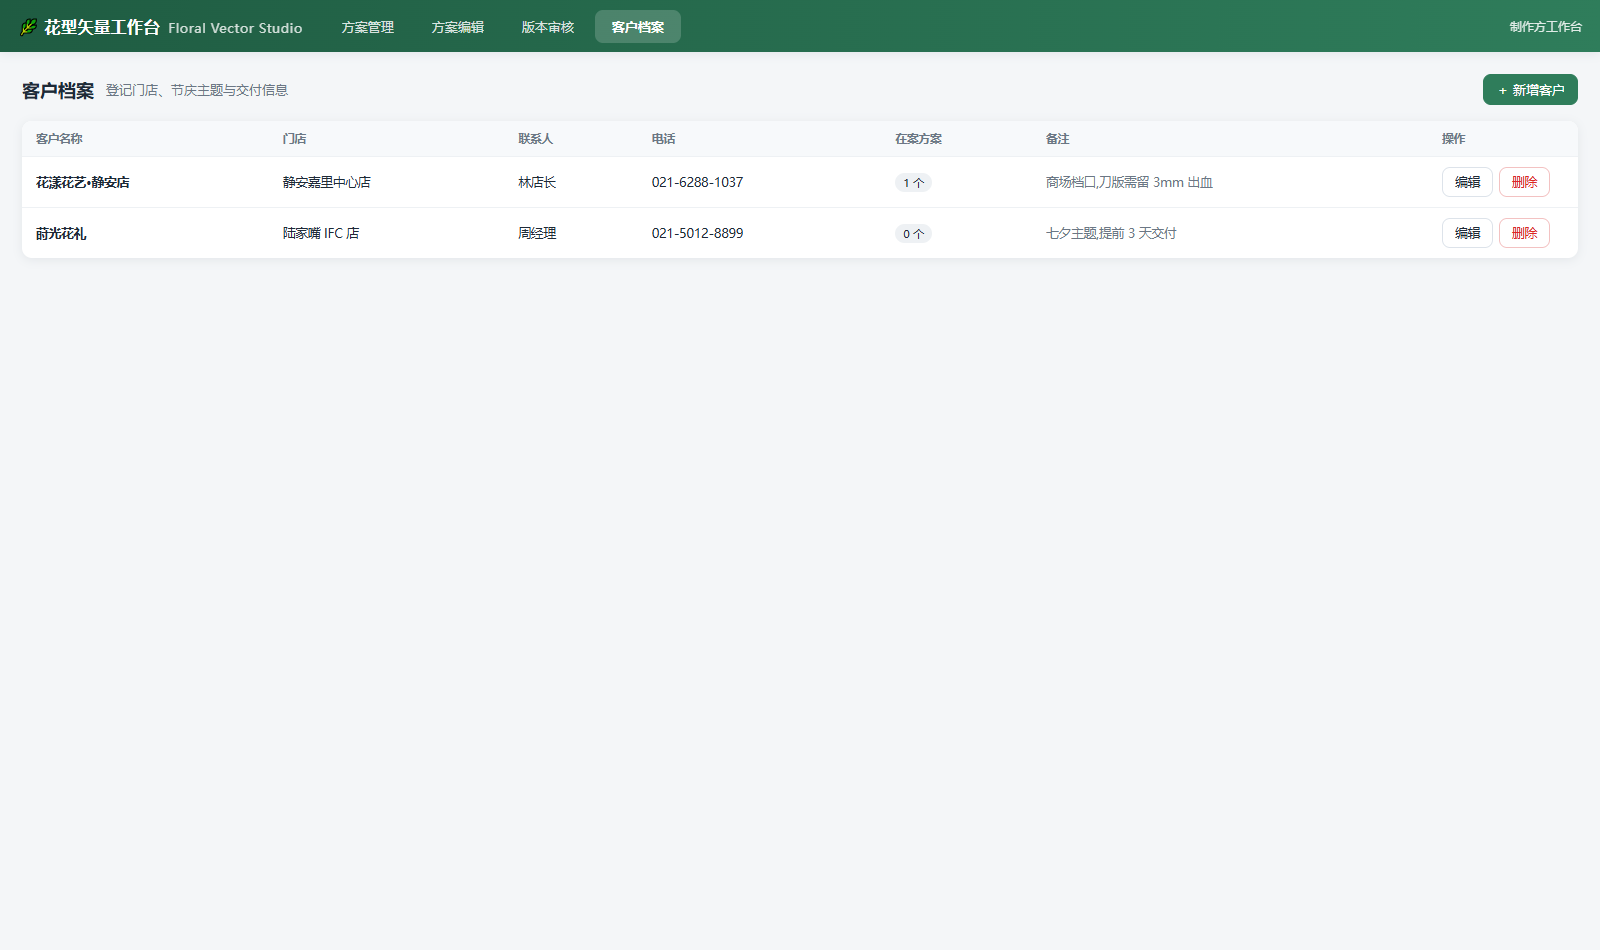 花型矢量工作台 Floral Vector Studio 方案管理 方案编辑 版本审核 客户档案 制作方工作台
客户档案 登记门店、节庆主题与交付信息 + 新增客户
客户名称 门店 联系人 电话 在案方案 备注 操作
花漾花艺•静安店 静安嘉里中心店 林店长 021-6288-1037 1 个 商场档口,刀版需留 3mm 出血 编辑 删除
莳光花礼 陆家嘴 IFC 店 周经理 021-5012-8899 0 个 七夕主题,提前 3 天交付 编辑 删除